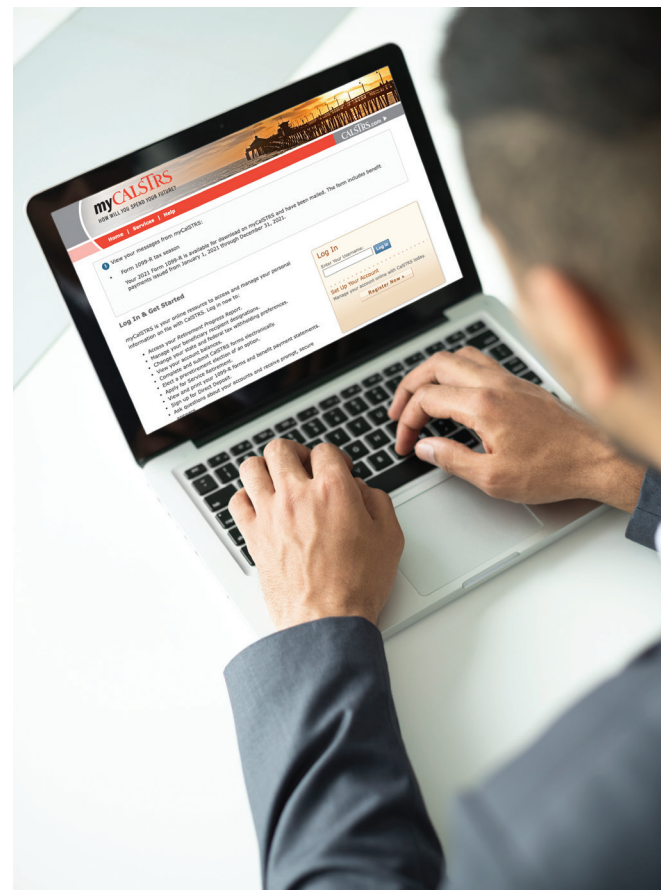 myCALSTRS
HOW WILL YOU SPEND YOUR FUTURE?
CALSTRS.com
Home | Services | Help
View your messages from myCalSTRS:
• Form 1099-R tax season
Your 2021 Form 1099-R is available for download on myCalSTRS and have been mailed. The form includes benefit
payments issued from January 1, 2021 through December 31, 2021.
Log In & Get Started
myCalSTRS is your online resource to access and manage your personal
information on file with CalSTRS. Log in now to:
• Access your Retirement Progress Report.
• Manage your beneficiary recipient designations.
• Change your state and federal tax withholding preferences.
• View your account balances.
• Complete and submit CalSTRS forms electronically.
• Elect a preretirement election of an option.
• Apply for Service Retirement.
• View and print your 1099-R forms and benefit payment statements.
• Sign up for Direct Deposit.
• Ask questions about your accounts and receive prompt, secure
Log In
Enter Your Username:
Log In
Set Up Your Account
Manage your account online with CalSTRS today.
Register Now